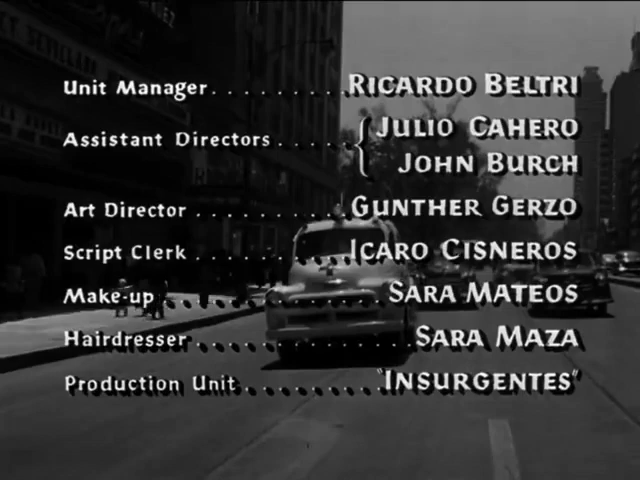 Unit Manager.........RICARDO BELTRI
Assistant Directors.....{JULIO CAHERO
JOHN BURCH
Art Director..........GUNTHER GERZO
Script Clerk..........ICARO CISNEROS
Make-up..............SARA MATEOS
Hairdresser..............SARA MAZA
Production Unit.........."INSURGENTES"